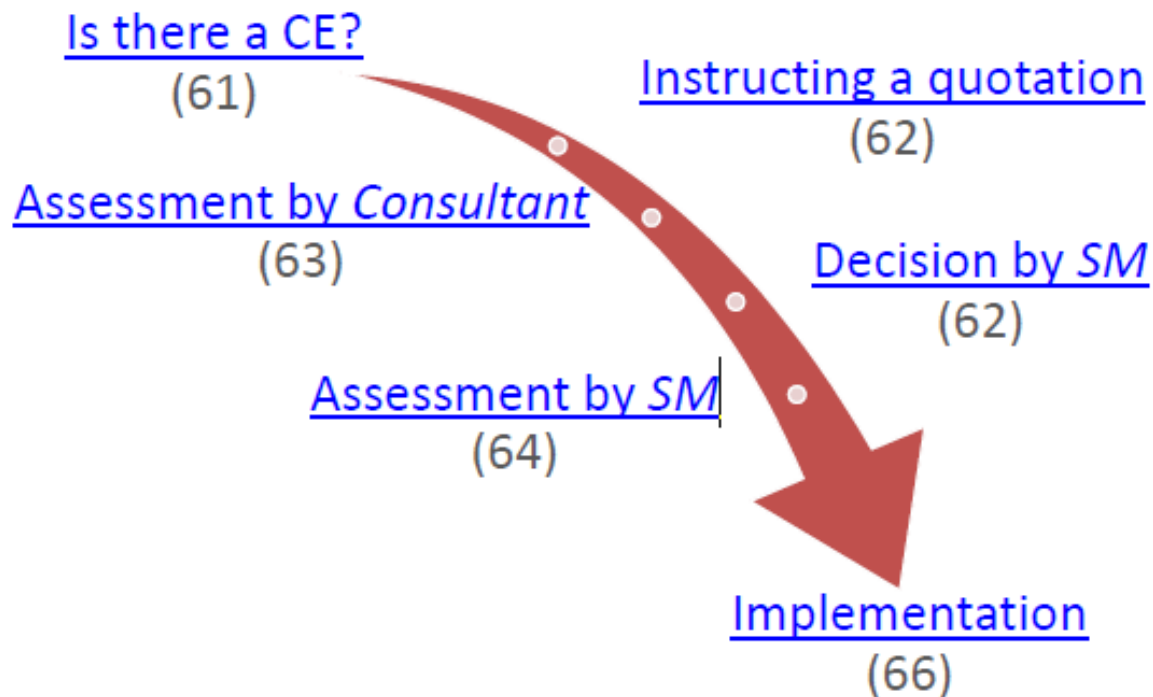 Is there a CE?
(61)
Instructing a quotation
(62)
Assessment by Consultant
(63)
Decision by SM
(62)
Assessment by SM
(64)
Implementation
(66)